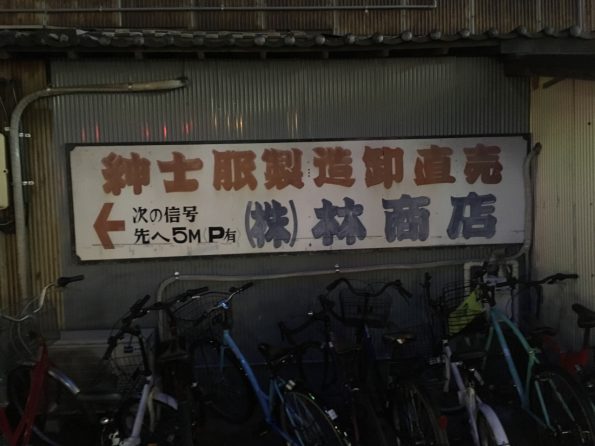 紳士服製造卸直売
次の信号
先へ5M(P有)
(株)林商店